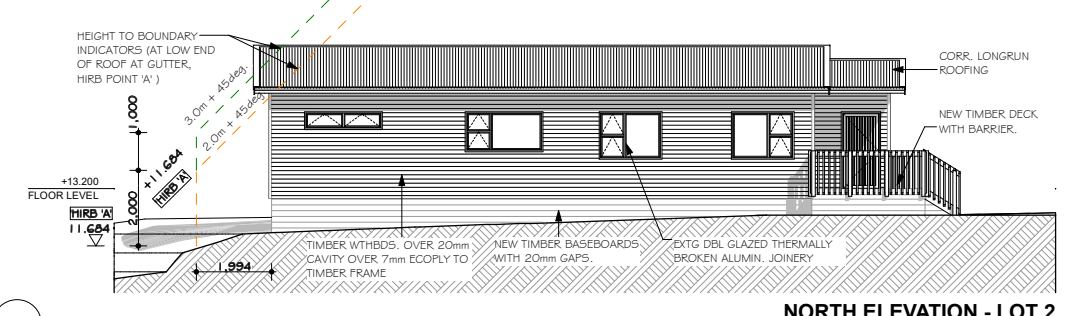 HEIGHT TO BOUNDARY
INDICATORS (AT LOW END
OF ROOF AT GUTTER,
HIRB POINT 'A' )
3.0m + 45deg.
2.0m + 45deg.
1,000
2,000
+11.684
HIRB 'A'
+13.200
FLOOR LEVEL
HIRB 'A'
11.684
1,994
CORR. LONGRUN
ROOFING
NEW TIMBER DECK
WITH BARRIER.
TIMBER WTHBDS. OVER 20mm
CAVITY OVER 7mm ECOPLY TO
TIMBER FRAME
NEW TIMBER BASEBOARDS
WITH 20mm GAPS.
EXTG DBL GLAZED THERMALLY
BROKEN ALUMIN. JOINERY
NORTH ELEVATION - LOT 2